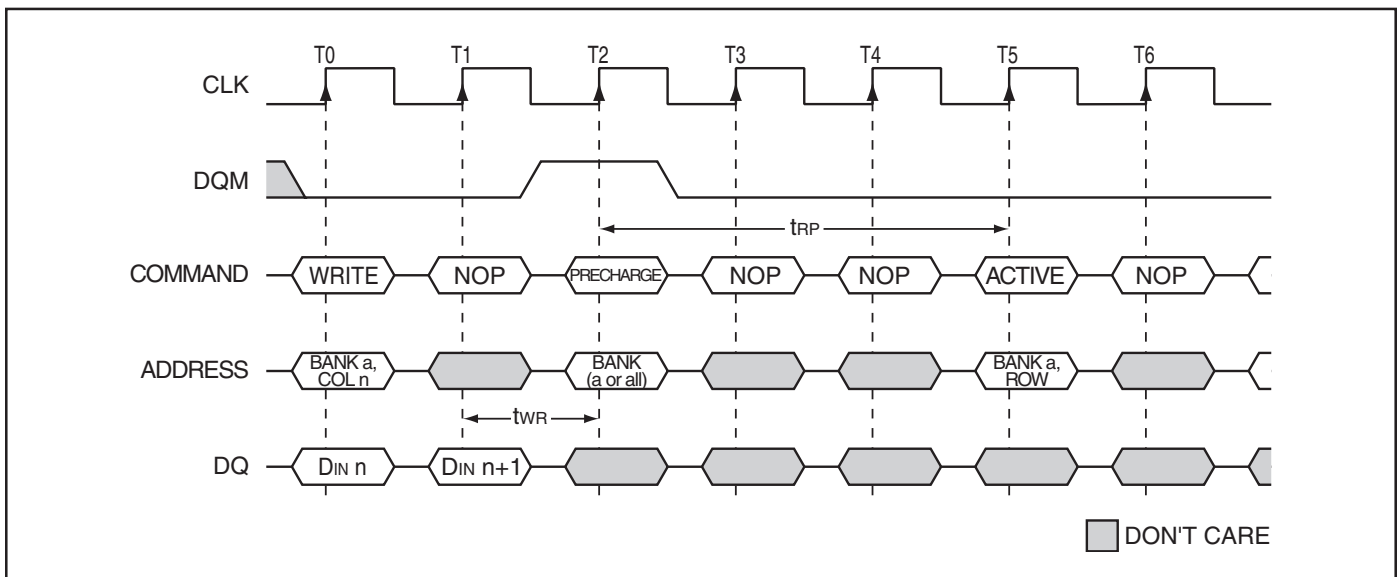 T0 T1 T2 T3 T4 T5 T6
CLK
DQM
tRP
COMMAND WRITE NOP PRECHARGE NOP NOP ACTIVE NOP
ADDRESS BANK a, COL n BANK (a or all) BANK a, ROW
tWR
DQ DIN n DIN n+1
DON'T CARE